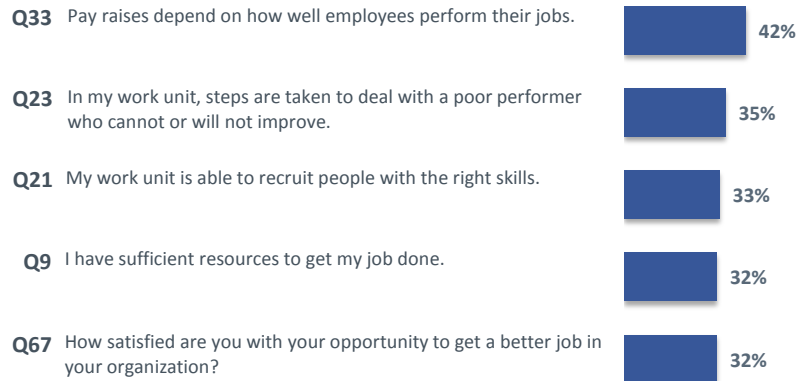 Q33 Pay raises depend on how well employees perform their jobs. 42%
Q23 In my work unit, steps are taken to deal with a poor performer
who cannot or will not improve. 35%
Q21 My work unit is able to recruit people with the right skills. 33%
Q9 I have sufficient resources to get my job done. 32%
Q67 How satisfied are you with your opportunity to get a better job in
your organization? 32%